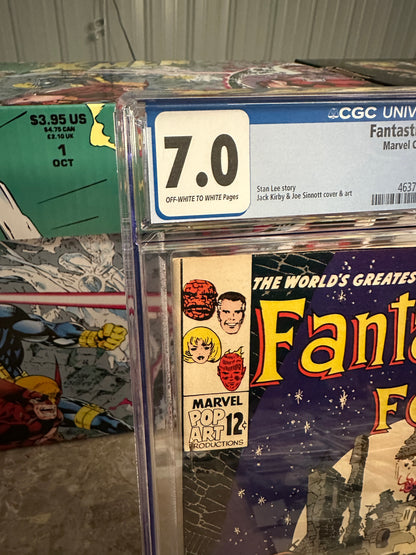 $3.95 US
$4.75 CAN
£2.10 UK
1
OCT
7.0
OFF-WHITE TO WHITE Pages
CGC UNIV
Fantasti
Marvel C
Stan Lee story
Jack Kirby & Joe Sinnott cover & art
4637
THE WORLD'S GREATES
Fanta
F
MARVEL
POP
ART 12¢
PRODUCTIONS